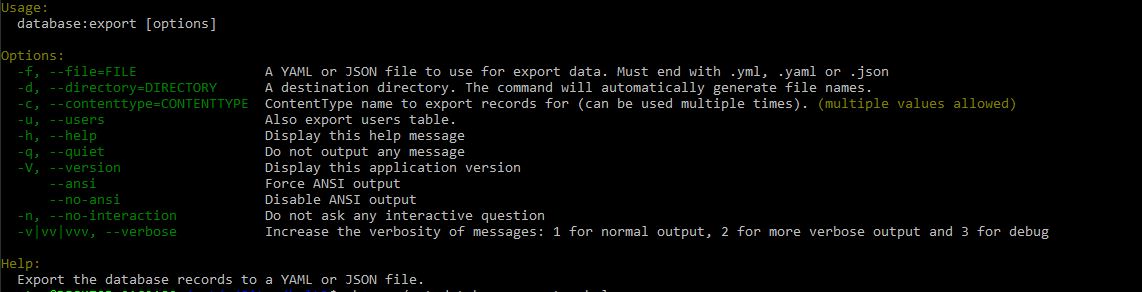 Usage:
  database:export [options]

Options:
  -f, --file=FILE                A YAML or JSON file to use for export data. Must end with .yml, .yaml or .json
  -d, --directory=DIRECTORY      A destination directory. The command will automatically generate file names.
  -c, --contenttype=CONTENTTYPE  ContentType name to export records for (can be used multiple times). (multiple values allowed)
  -u, --users                    Also export users table.
  -h, --help                     Display this help message
  -q, --quiet                    Do not output any message
  -V, --version                  Display this application version
      --ansi                     Force ANSI output
      --no-ansi                  Disable ANSI output
  -n, --no-interaction           Do not ask any interactive question
  -v|vv|vvv, --verbose           Increase the verbosity of messages: 1 for normal output, 2 for more verbose output and 3 for debug

Help:
  Export the database records to a YAML or JSON file.